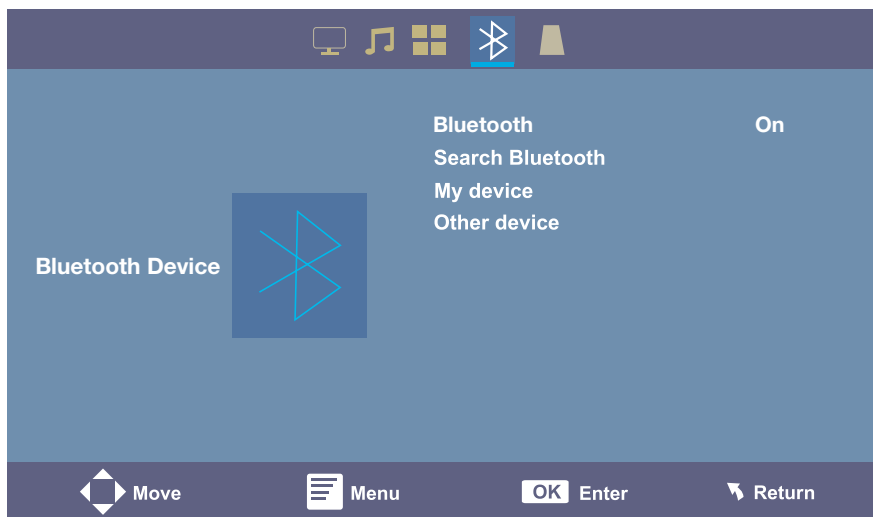 Bluetooth On
Search Bluetooth
My device
Other device
Bluetooth Device
Move Menu OK Enter Return